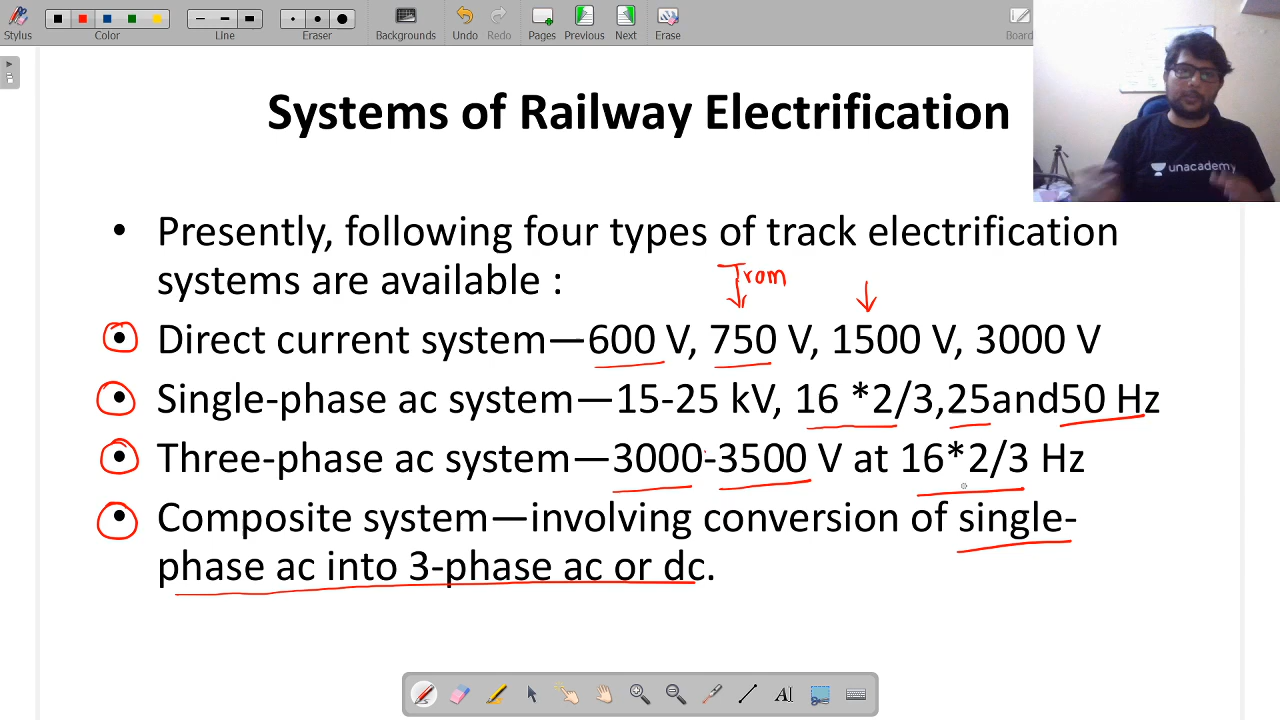 Stylus
Color
Line
Eraser
Backgrounds
Undo
Redo
Pages
Previous
Next
Erase
Board
unacademy
Systems of Railway Electrification
• Presently, following four types of track electrification
systems are available :
Tram
• Direct current system—600 V, 750 V, 1500 V, 3000 V
• Single-phase ac system—15-25 kV, 16 *2/3,25and50 Hz
• Three-phase ac system—3000-3500 V at 16*2/3 Hz
• Composite system—involving conversion of single-
phase ac into 3-phase ac or dc.
A